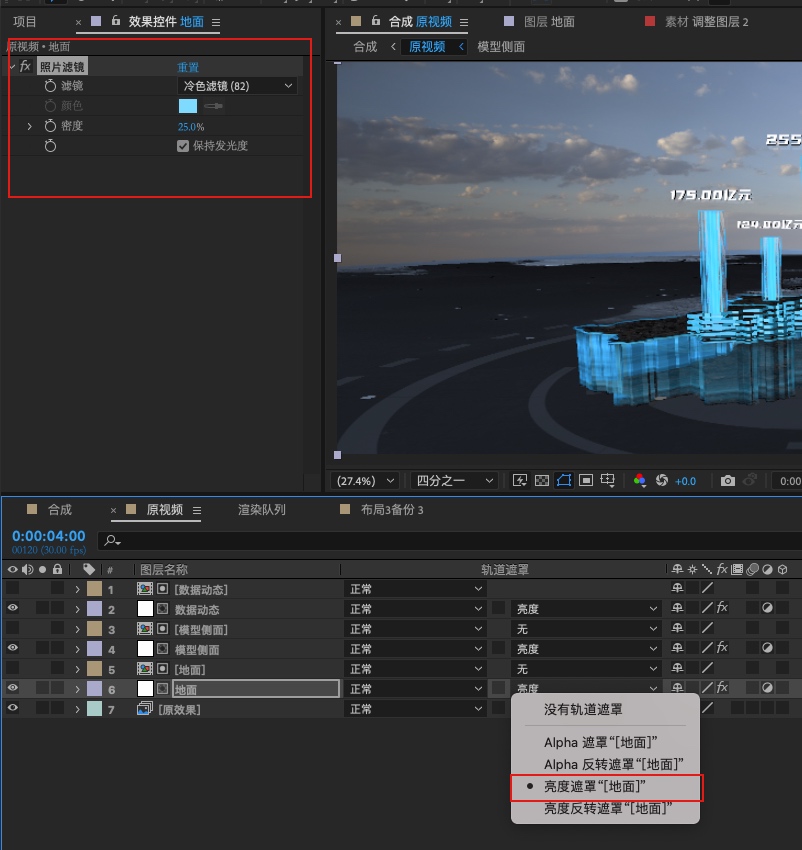 项目
× 效果控件 地面 ≡
原视频 • 地面
fx 照片滤镜 重置
滤镜 冷色滤镜 (82)
颜色
密度 25.0%
保持发光度
× 合成 原视频 ≡ 图层 地面 素材 调整图层 2
合成 ‹ 原视频 ‹ 模型侧面
255
175.00亿元
124.00亿元
(27.4%) 四分之一 +0.0 0:00
合成 × 原视频 ≡ 渲染队列 布局3备份 3
0:00:04:00
00120 (30.00 fps)
# 图层名称 轨道遮罩 fx
1 [数据动态] 正常
2 数据动态 正常 亮度 fx
3 [模型侧面] 正常 无
4 模型侧面 正常 亮度 fx
5 [地面] 正常 无
6 地面 正常 亮度 fx
7 [原效果] 正常
没有轨道遮罩
Alpha 遮罩“[地面]”
Alpha 反转遮罩“[地面]”
• 亮度遮罩“[地面]”
亮度反转遮罩“[地面]”